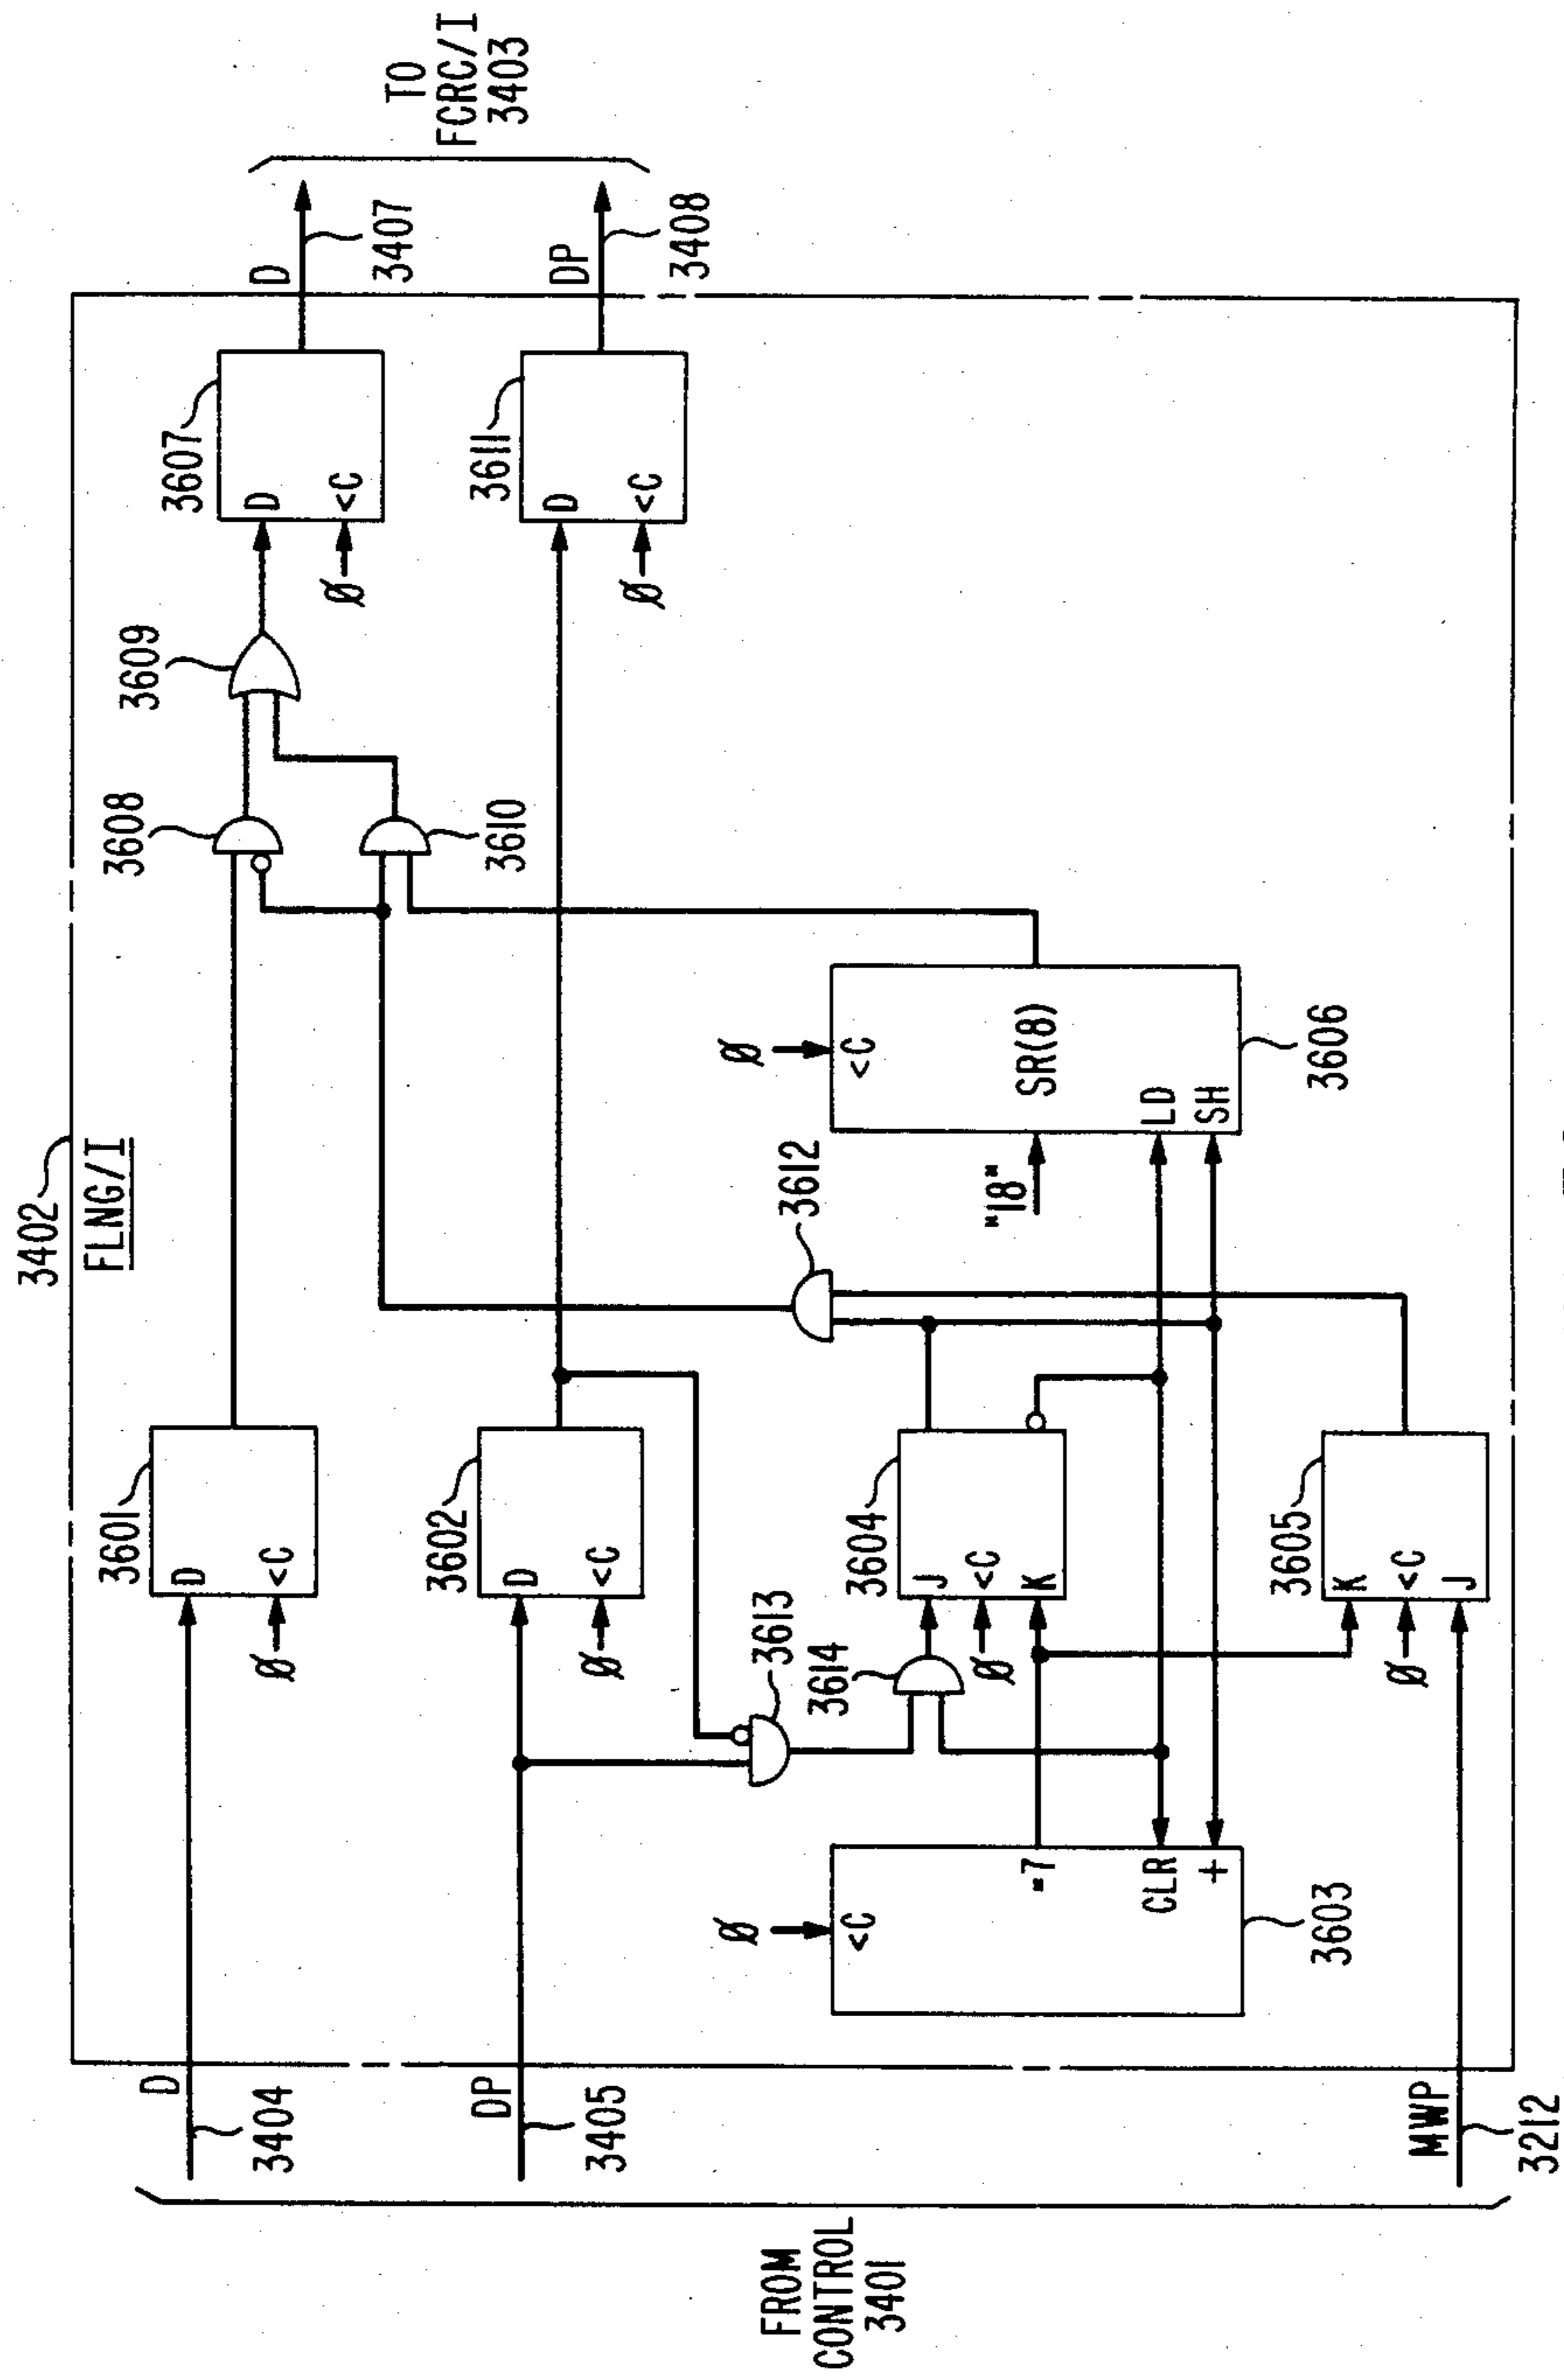 3402
FLNG/I
FROM
CONTROL
3401
D
3404
DP
3405
MWP
3212
3601
D
<C
Ø
3602
D
<C
Ø
3613
3614
3603
<C
Ø
=7
CLR
+
3604
J
<C
K
Ø
3605
K
<C
J
Ø
3612
"18"
3606
<C
Ø
SR(8)
LD
SH
3608
3610
3609
3607
D
<C
Ø
3611
D
<C
Ø
D
3407
DP
3408
TO
FCRC/I
3403